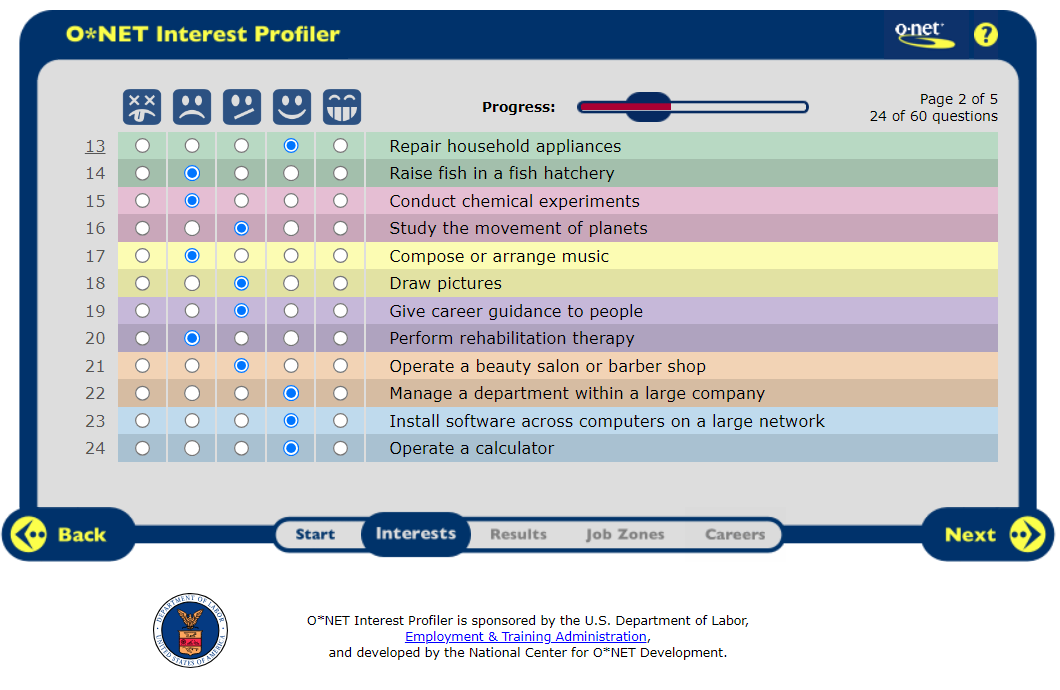 O*NET Interest Profiler
o·net
?
Progress:
Page 2 of 5
24 of 60 questions
13 Repair household appliances
14 Raise fish in a fish hatchery
15 Conduct chemical experiments
16 Study the movement of planets
17 Compose or arrange music
18 Draw pictures
19 Give career guidance to people
20 Perform rehabilitation therapy
21 Operate a beauty salon or barber shop
22 Manage a department within a large company
23 Install software across computers on a large network
24 Operate a calculator
Back
Start Interests Results Job Zones Careers
Next
DEPARTMENT OF LABOR
UNITED STATES OF AMERICA
O*NET Interest Profiler is sponsored by the U.S. Department of Labor,
Employment & Training Administration,
and developed by the National Center for O*NET Development.